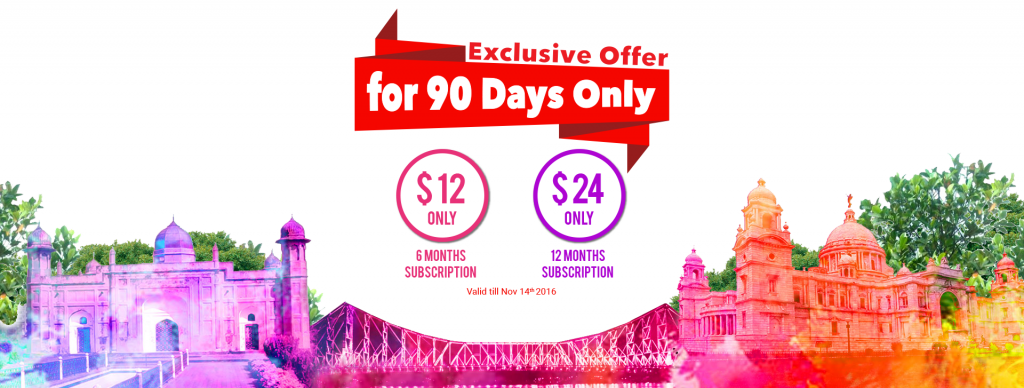 Exclusive Offer
for 90 Days Only
$12
ONLY
6 MONTHS
SUBSCRIPTION
$24
ONLY
12 MONTHS
SUBSCRIPTION
Valid till Nov 14th 2016